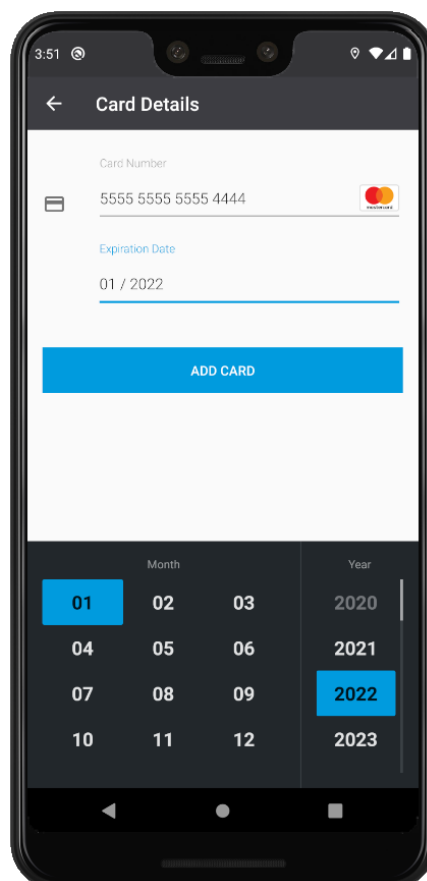 3:51
Card Details
Card Number
5555 5555 5555 4444
mastercard
Expiration Date
01 / 2022
ADD CARD
Month Year
01 02 03 2020
04 05 06 2021
07 08 09 2022
10 11 12 2023